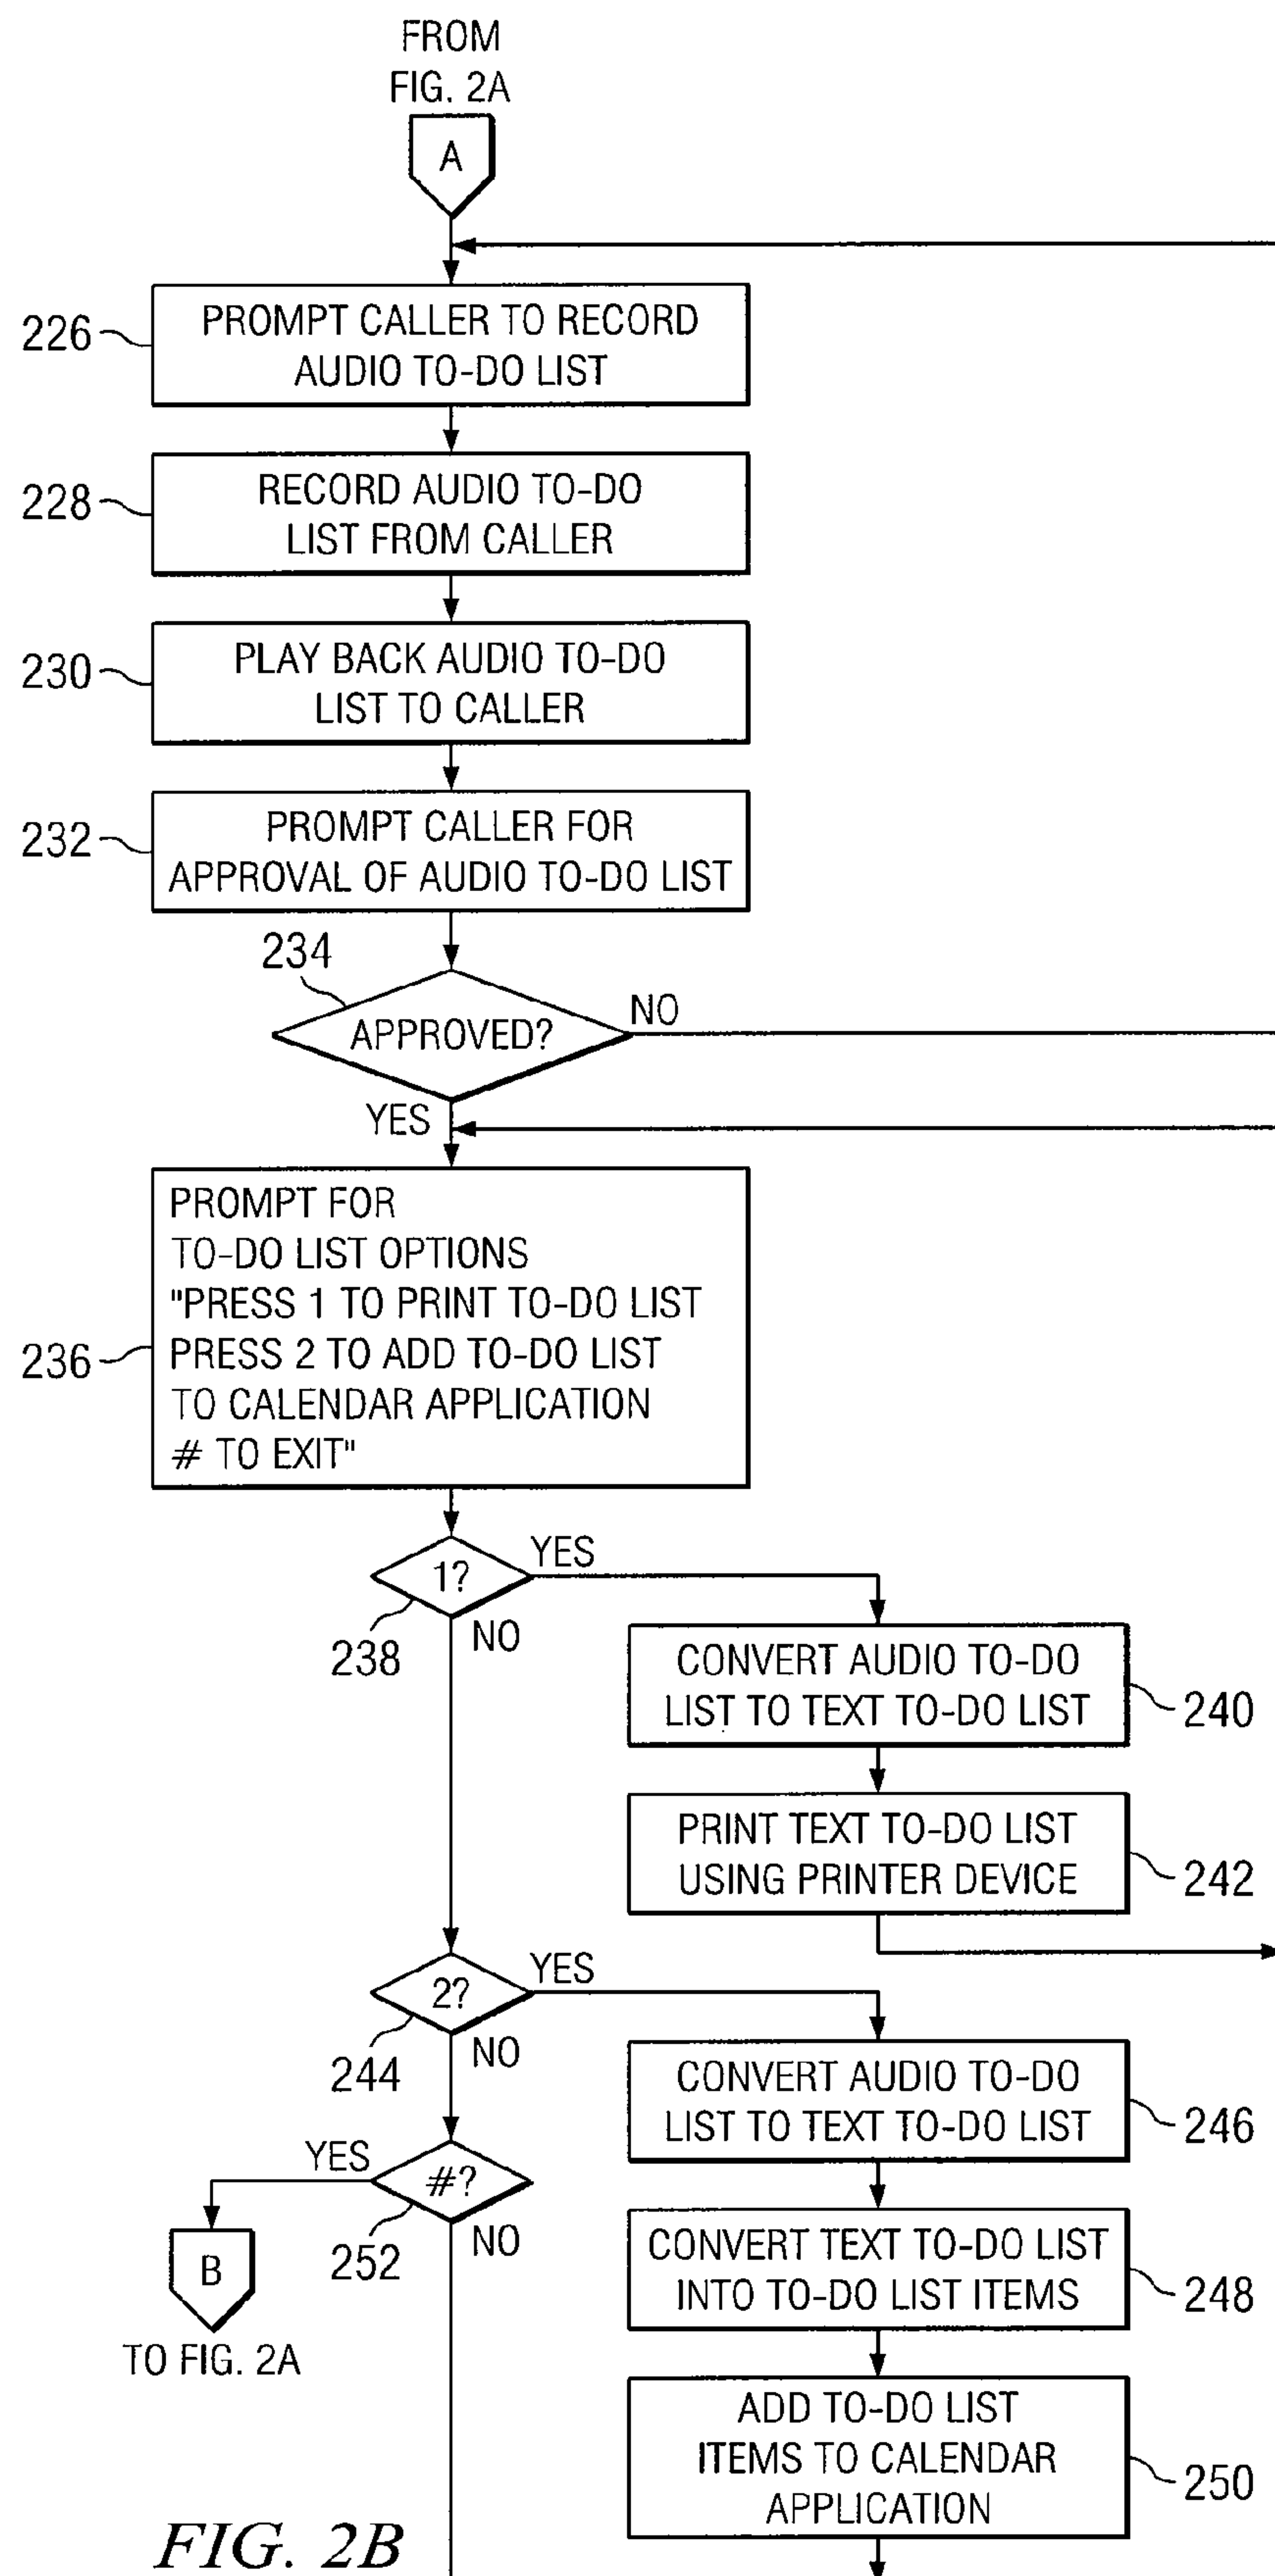 FROM
FIG. 2A
A
226
PROMPT CALLER TO RECORD
AUDIO TO-DO LIST
228
RECORD AUDIO TO-DO
LIST FROM CALLER
230
PLAY BACK AUDIO TO-DO
LIST TO CALLER
232
PROMPT CALLER FOR
APPROVAL OF AUDIO TO-DO LIST
234
APPROVED?
NO
YES
236
PROMPT FOR
TO-DO LIST OPTIONS
"PRESS 1 TO PRINT TO-DO LIST
PRESS 2 TO ADD TO-DO LIST
TO CALENDAR APPLICATION
# TO EXIT"
1?
YES
238
NO
CONVERT AUDIO TO-DO
LIST TO TEXT TO-DO LIST
240
PRINT TEXT TO-DO LIST
USING PRINTER DEVICE
242
2?
YES
244
NO
CONVERT AUDIO TO-DO
LIST TO TEXT TO-DO LIST
246
YES
#?
252
NO
B
TO FIG. 2A
CONVERT TEXT TO-DO LIST
INTO TO-DO LIST ITEMS
248
ADD TO-DO LIST
ITEMS TO CALENDAR
APPLICATION
250
FIG. 2B